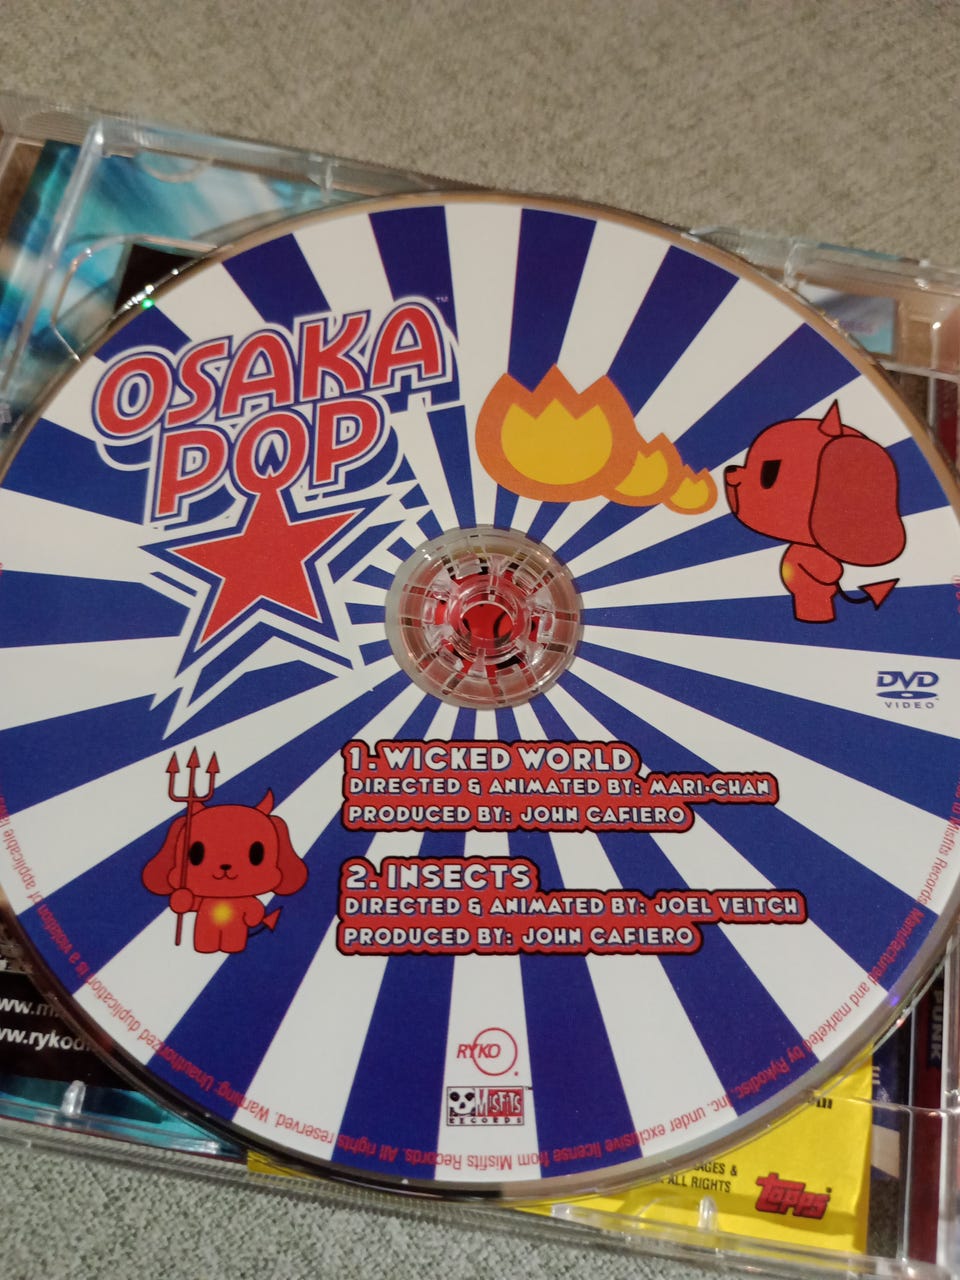 OSAKA
POP
™
DVD
VIDEO
1. WICKED WORLD
DIRECTED & ANIMATED BY: MARI-CHAN
PRODUCED BY: JOHN CAFIERO
2. INSECTS
DIRECTED & ANIMATED BY: JOEL VEITCH
PRODUCED BY: JOHN CAFIERO
RYKO
MISFITS
RECORDS
Misfits Records. Manufactured and marketed by Rykodisc, Inc. under exclusive license from Misfits Records. All rights reserved. Warning: Unauthorized duplication is a violation of applicable
PUNK
AGES &
ALL RIGHTS
topps